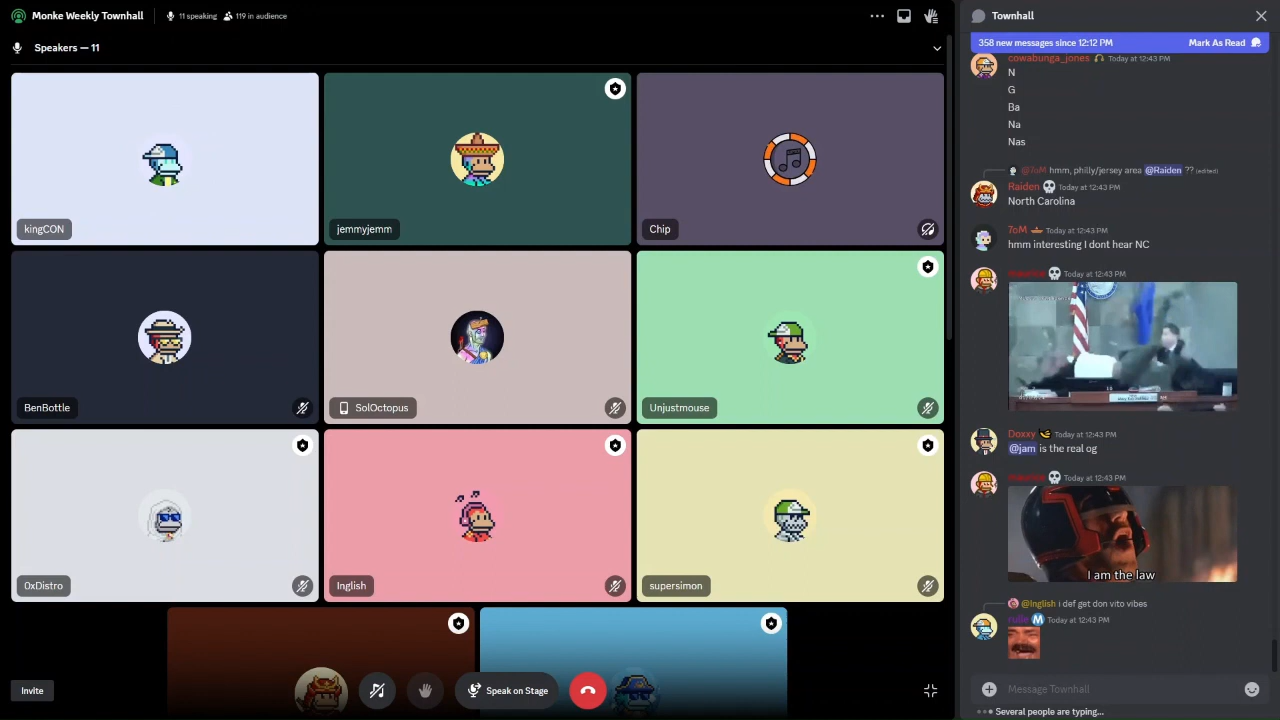 Monke Weekly Townhall
11 speaking
119 in audience
Speakers — 11
kingCON
jemmyjemm
Chip
BenBottle
SolOctopus
Unjustmouse
0xDistro
Inglish
supersimon
Invite
Speak on Stage
Townhall
358 new messages since 12:12 PM
Mark As Read
cowabunga_jones Today at 12:43 PM
N
G
Ba
Na
Nas
@7oM hmm, philly/jersey area @Raiden ?? (edited)
Raiden Today at 12:43 PM
North Carolina
7oM Today at 12:43 PM
hmm interesting I dont hear NC
Today at 12:43 PM
Doxxy Today at 12:43 PM
@jam is the real og
Today at 12:43 PM
I am the law
@Inglish i def get don vito vibes
M Today at 12:43 PM
Message Townhall
Several people are typing...